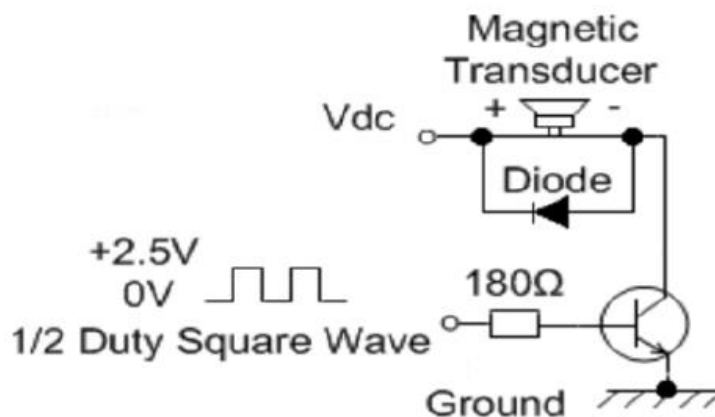 Magnetic
Transducer
+ -
Vdc
Diode
+2.5V
0V
180Ω
1/2 Duty Square Wave
Ground